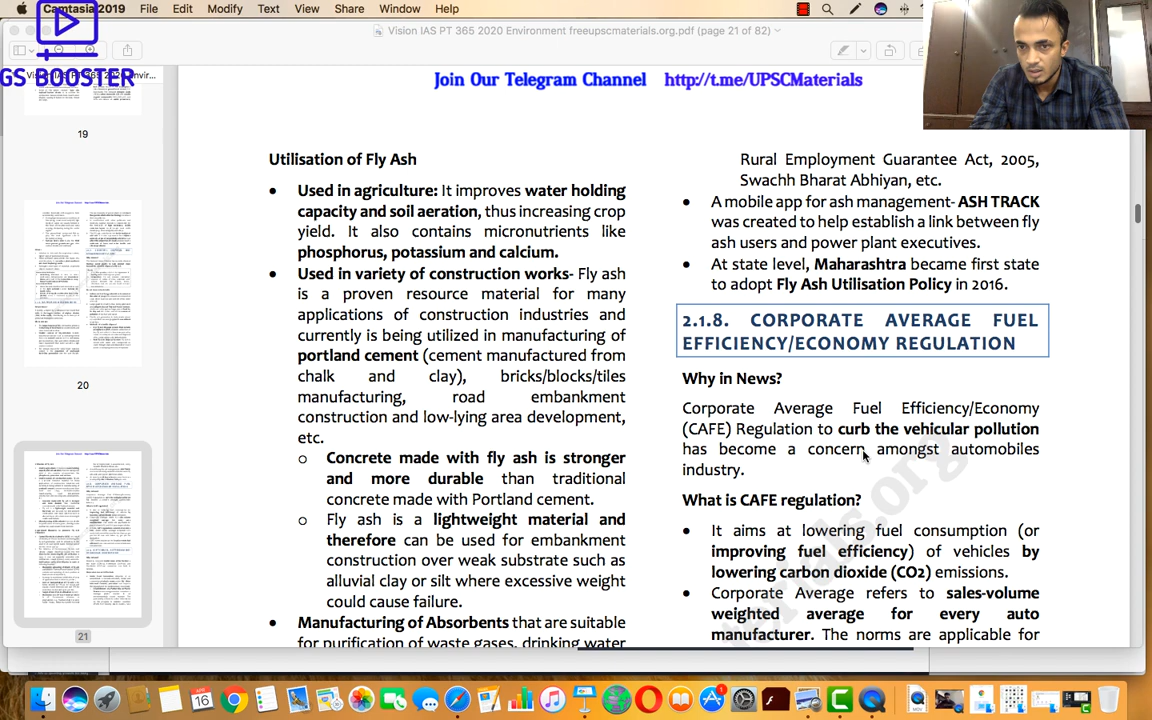 Camtasia 2019 File Edit Modify Text View Share Window Help
Vision IAS PT 365 2020 Environment freeupscmaterials.org.pdf (page 21 of 82)
GS BOOSTER
19
20
21
Join Our Telegram Channel http://t.me/UPSCMaterials
Utilisation of Fly Ash
• Used in agriculture: It improves water holding
capacity and soil aeration, thus increasing crop
yield. It also contains micronutrients like
phosphorus, potassium and calcium.
• Used in variety of construction works- Fly ash
is a proven resource material for many
applications of construction industries and
currently is being utilized in manufacturing of
portland cement (cement manufactured from
chalk and clay), bricks/blocks/tiles
manufacturing, road embankment
construction and low-lying area development,
etc.
o Concrete made with fly ash is stronger
and more durable than traditional
concrete made with Portland cement.
o Fly ash is a lightweight material and
therefore can be used for embankment
construction over weak substrate such as
alluvial clay or silt where excessive weight
could cause failure.
• Manufacturing of Absorbents that are suitable
for purification of waste gases, drinking water
Rural Employment Guarantee Act, 2005,
Swachh Bharat Abhiyan, etc.
• A mobile app for ash management- ASH TRACK
was started to help establish a link between fly
ash users and power plant executives.
• At state level, Maharashtra became first state
to adopt Fly Ash Utilisation Policy in 2016.
2.1.8. CORPORATE AVERAGE FUEL
EFFICIENCY/ECONOMY REGULATION
Why in News?
Corporate Average Fuel Efficiency/Economy
(CAFE) Regulation to curb the vehicular pollution
has become a concern amongst automobiles
industry.
What is CAFE regulation?
• It aims at lowering fuel consumption (or
improving fuel efficiency) of vehicles by
lowering carbon dioxide (CO2) emissions.
• Corporate Average refers to sales-volume
weighted average for every auto
manufacturer. The norms are applicable for